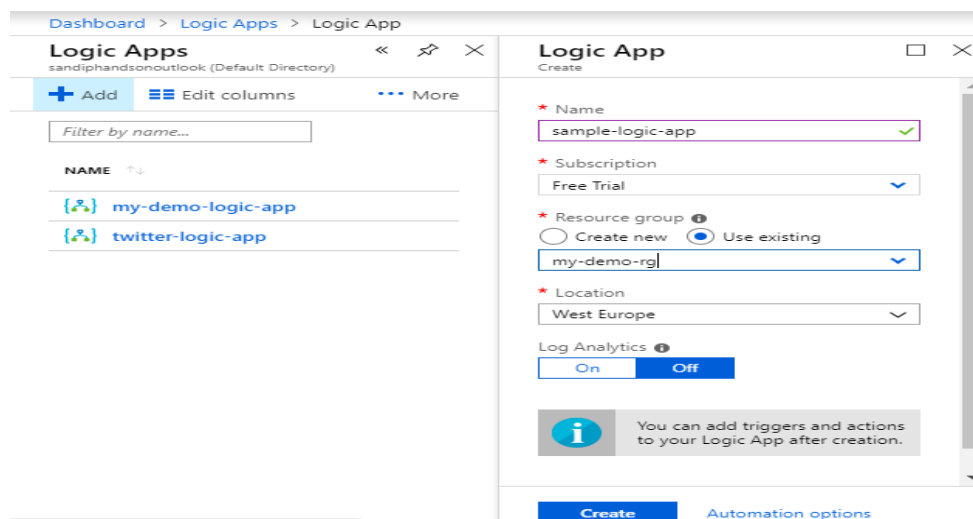 Dashboard > Logic Apps > Logic App
Logic Apps
sandiphandsonoutlook (Default Directory)
Add
Edit columns
More
Filter by name...
NAME
my-demo-logic-app
twitter-logic-app
Logic App
Create
* Name
sample-logic-app
* Subscription
Free Trial
* Resource group
Create new
Use existing
my-demo-rg
* Location
West Europe
Log Analytics
On
Off
You can add triggers and actions
to your Logic App after creation.
Create
Automation options